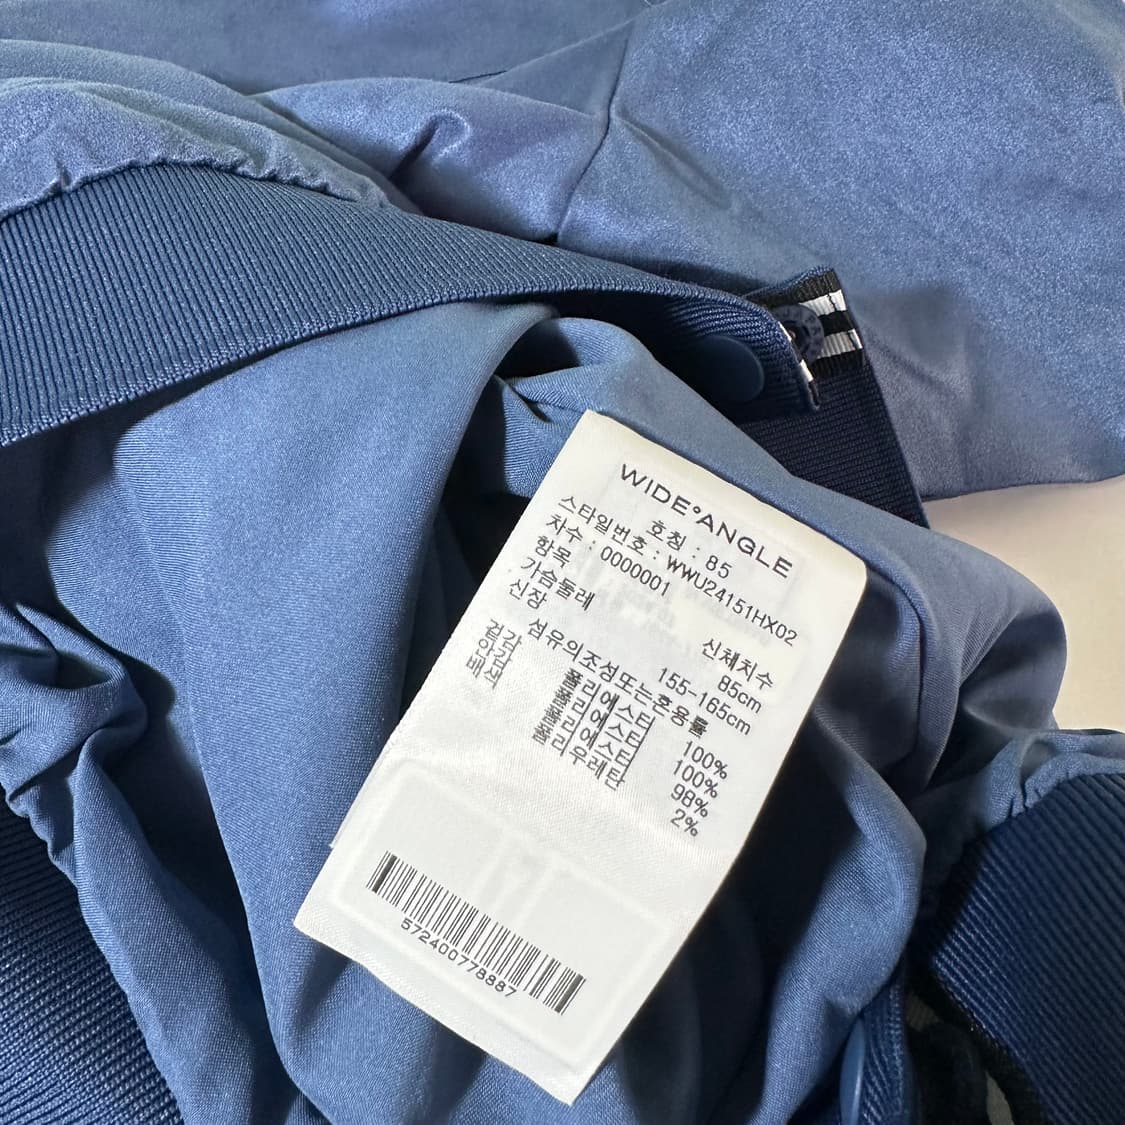 WIDE°ANGLE
호칭 : 85
스타일번호 : WWU24151HX02
차수 : 0000001
항목 신체치수
가슴둘레 85cm
신장 155-165cm
섬유의조성또는혼용률
겉감 폴리에스터 100%
안감 폴리에스터 100%
배색 폴리에스터 98%
폴리우레탄 2%
572400778887